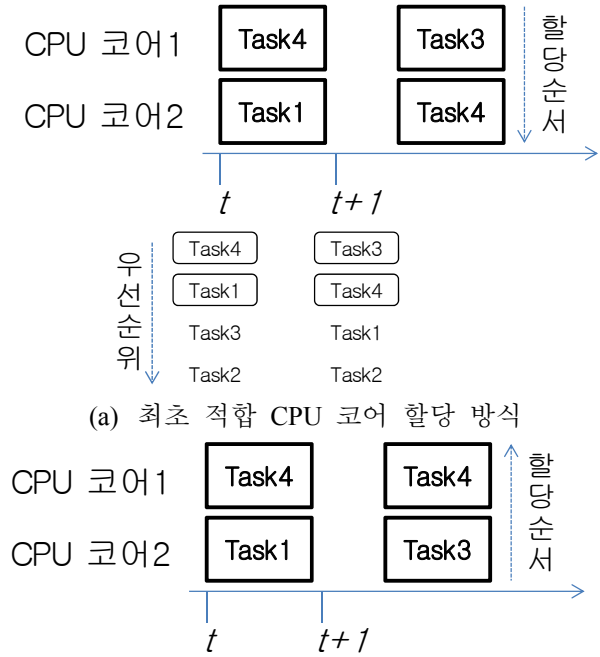 CPU 코어1 Task4 Task3
CPU 코어2 Task1 Task4
할당순서
t t+1
우선순위
Task4 Task3
Task1 Task4
Task3 Task1
Task2 Task2
(a) 최초 적합 CPU 코어 할당 방식
CPU 코어1 Task4 Task4
CPU 코어2 Task1 Task3
할당순서
t t+1